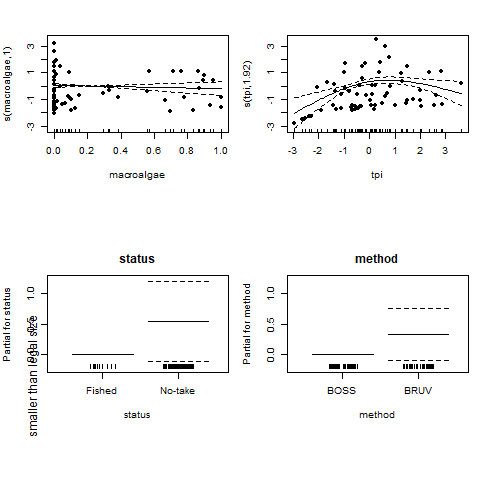 s(macroalgae,1)
3
1
-1
-3
0.0 0.2 0.4 0.6 0.8 1.0
macroalgae
s(tpi,1.92)
3
1
-1
-3
-3 -2 -1 0 1 2 3
tpi
status
Partial for status
smaller than legal size
1.0
0.5
0.0
Fished No-take
status
method
Partial for method
1.0
0.5
0.0
BOSS BRUV
method